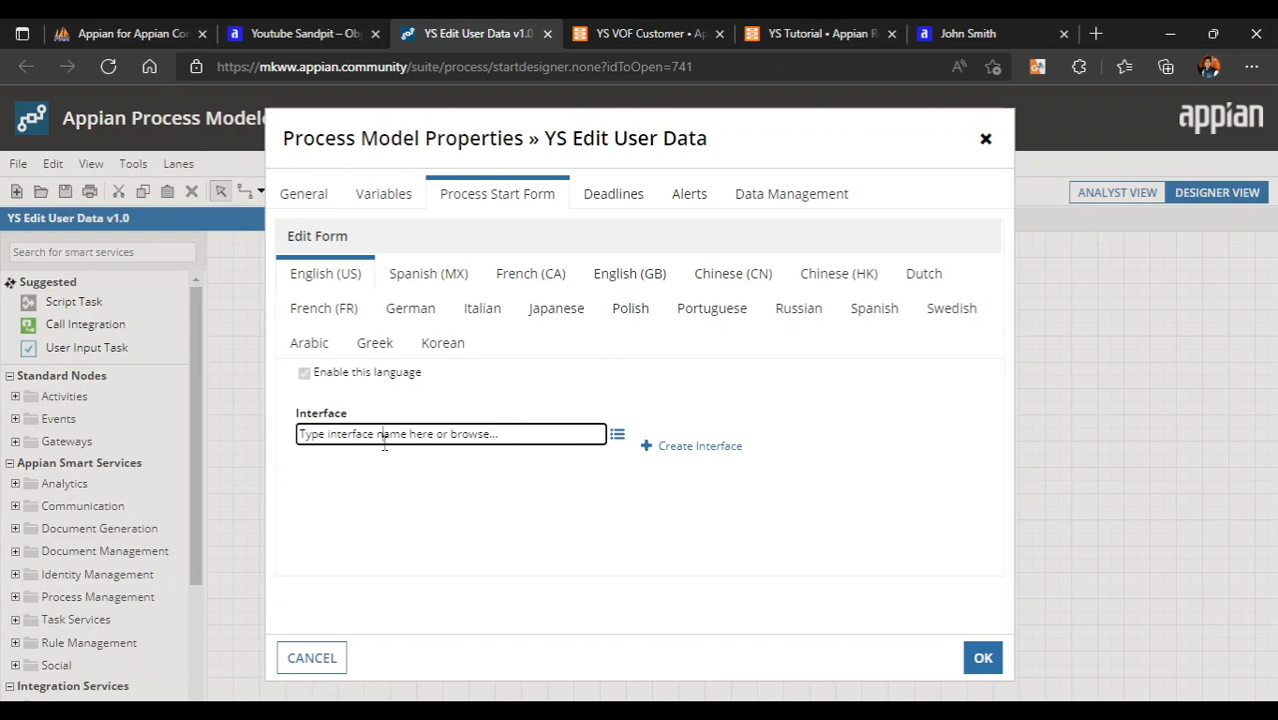 Appian for Appian Co
Youtube Sandpit - Obj
YS Edit User Data v1.0
YS VOF Customer • Ap
YS Tutorial • Appian R
John Smith
https://mkww.appian.community/suite/process/startdesigner.none?idToOpen=741
Appian Process Modele
appian
Process Model Properties » YS Edit User Data
File Edit View Tools Lanes
ANALYST VIEW DESIGNER VIEW
General Variables Process Start Form Deadlines Alerts Data Management
YS Edit User Data v1.0
Edit Form
Search for smart services
English (US) Spanish (MX) French (CA) English (GB) Chinese (CN) Chinese (HK) Dutch
French (FR) German Italian Japanese Polish Portuguese Russian Spanish Swedish
Arabic Greek Korean
Enable this language
Interface
Type interface name here or browse...
Create Interface
CANCEL
OK
Suggested
Script Task
Call Integration
User Input Task
Standard Nodes
Activities
Events
Gateways
Appian Smart Services
Analytics
Communication
Document Generation
Document Management
Identity Management
Process Management
Task Services
Rule Management
Social
Integration Services